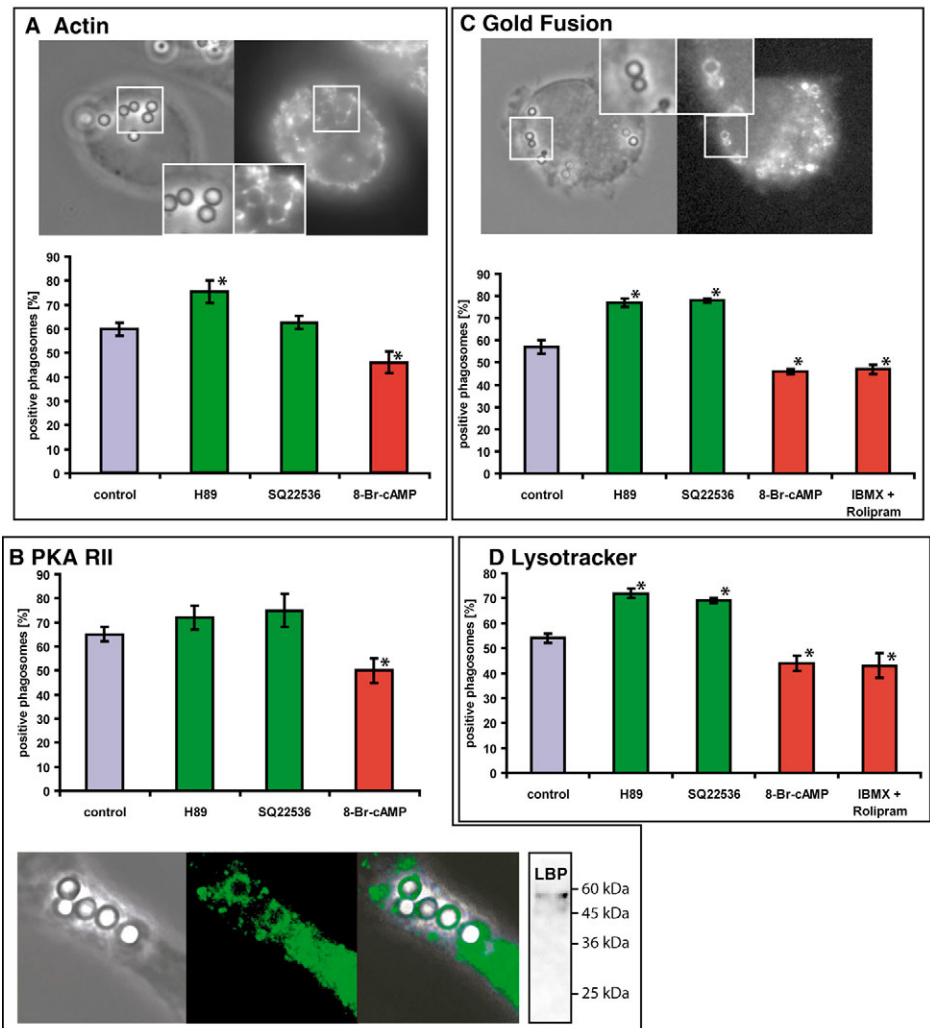 A Actin
positive phagosomes [%]
90
80
70
60
50
40
30
20
10
0
*
*
control H89 SQ22536 8-Br-cAMP
C Gold Fusion
positive phagosomes [%]
90
80
70
60
50
40
30
20
10
0
*
*
*
*
control H89 SQ22536 8-Br-cAMP IBMX +
Rolipram
B PKA RII
positive phagosomes [%]
90
80
70
60
50
40
30
20
10
0
*
control H89 SQ22536 8-Br-cAMP
LBP
60 kDa
45 kDa
36 kDa
25 kDa
D Lysotracker
positive phagosomes [%]
80
70
60
50
40
30
20
10
0
*
*
*
*
control H89 SQ22536 8-Br-cAMP IBMX +
Rolipram